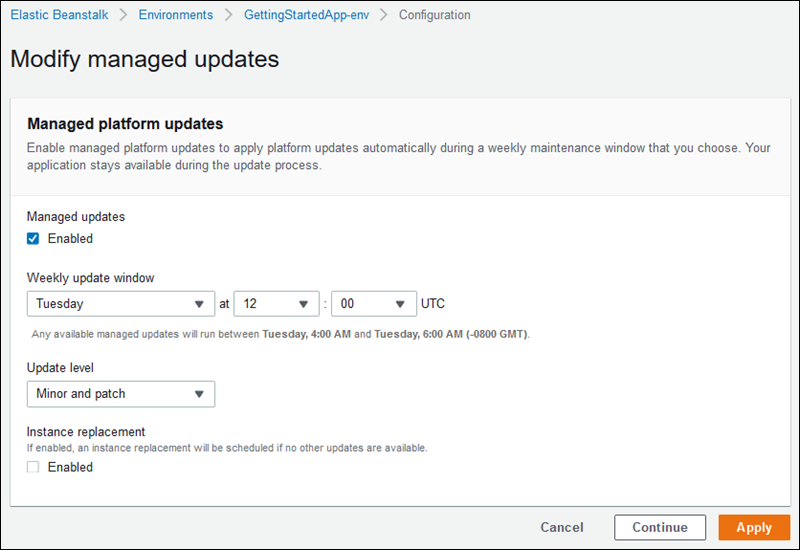 Elastic Beanstalk > Environments > GettingStartedApp-env > Configuration
Modify managed updates
Managed platform updates
Enable managed platform updates to apply platform updates automatically during a weekly maintenance window that you choose. Your
application stays available during the update process.
Managed updates
Enabled
Weekly update window
Tuesday at 12 : 00 UTC
Any available managed updates will run between Tuesday, 4:00 AM and Tuesday, 6:00 AM (-0800 GMT).
Update level
Minor and patch
Instance replacement
If enabled, an instance replacement will be scheduled if no other updates are available.
Enabled
Cancel Continue Apply